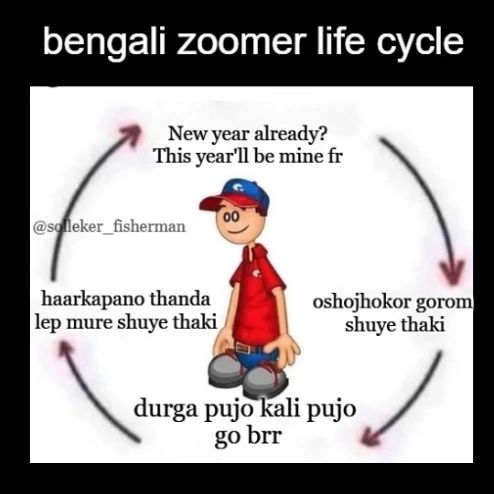 bengali zoomer life cycle
New year already?
This year'll be mine fr
@solleker_fisherman
oshojhokor gorom
shuye thaki
durga pujo kali pujo
go brr
haarkapano thanda
lep mure shuye thaki